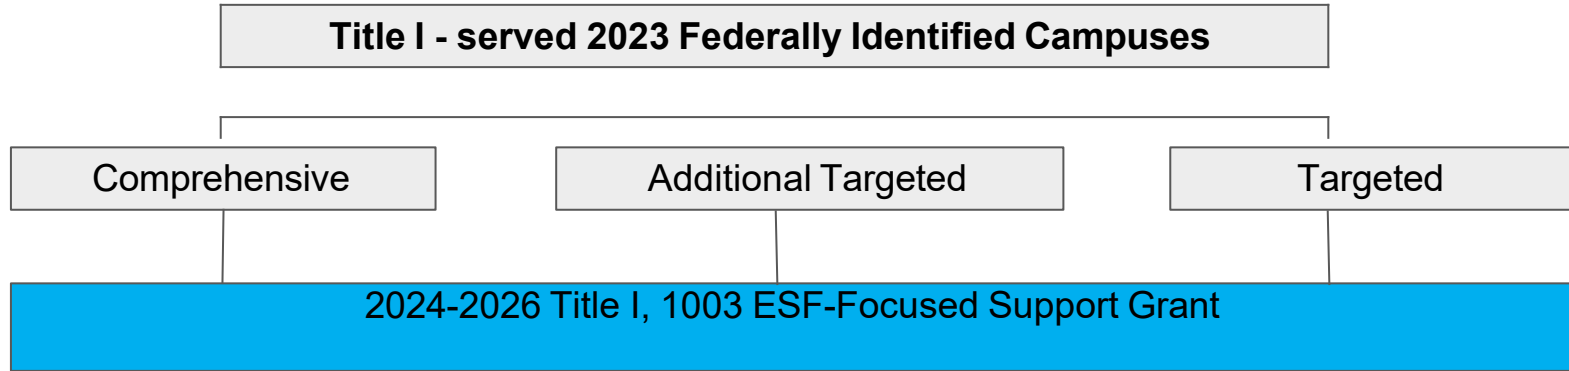 Title I - served 2023 Federally Identified Campuses
Comprehensive
Additional Targeted
Targeted
2024-2026 Title I, 1003 ESF-Focused Support Grant